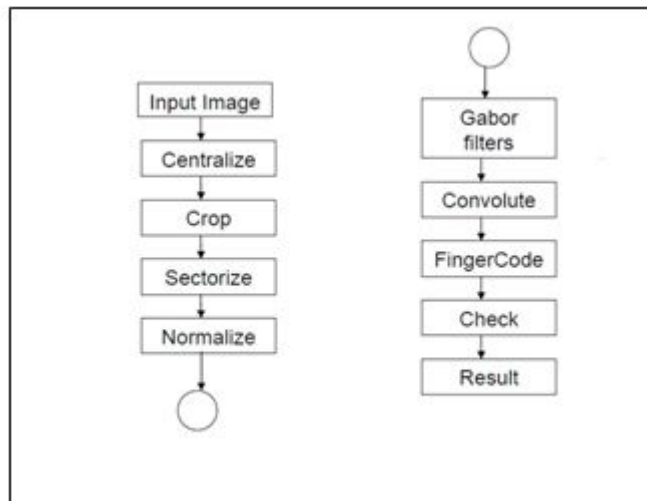 Input Image
Centralize
Crop
Sectorize
Normalize
Gabor
filters
Convolute
FingerCode
Check
Result